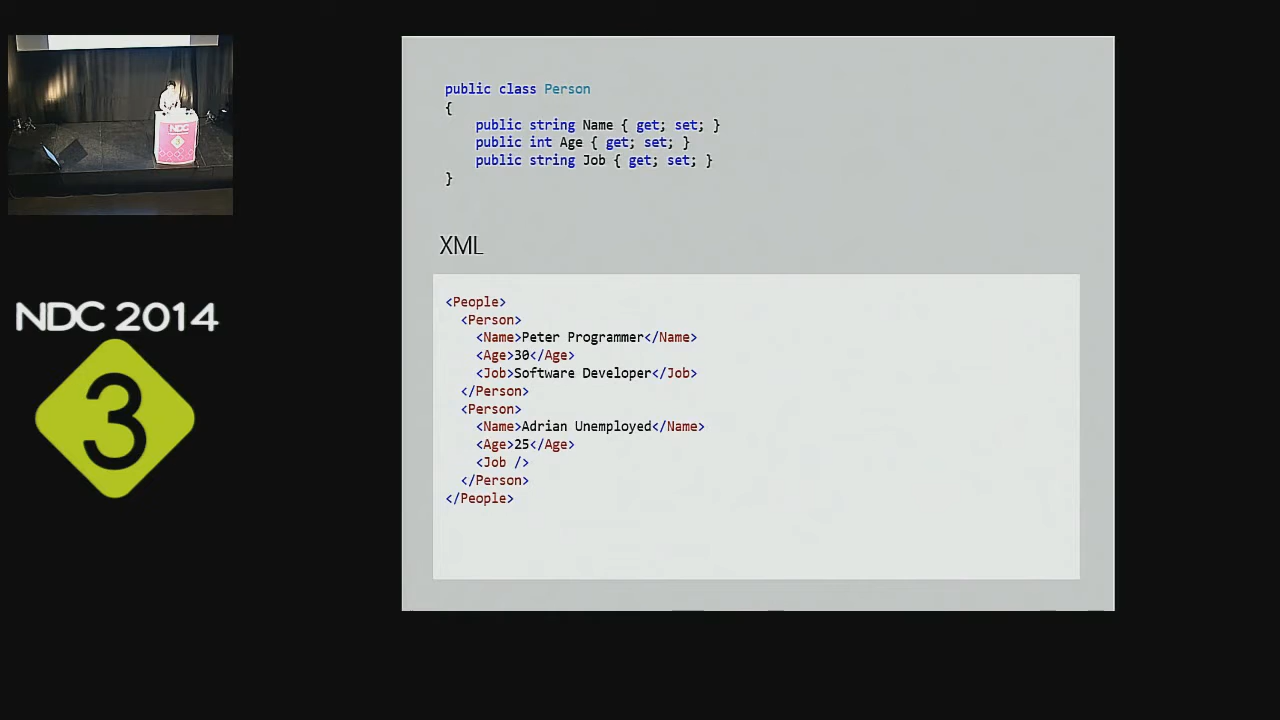 NDC
NDC 2014
3
public class Person
{
    public string Name { get; set; }
    public int Age { get; set; }
    public string Job { get; set; }
}
XML
<People>
  <Person>
    <Name>Peter Programmer</Name>
    <Age>30</Age>
    <Job>Software Developer</Job>
  </Person>
  <Person>
    <Name>Adrian Unemployed</Name>
    <Age>25</Age>
    <Job />
  </Person>
</People>